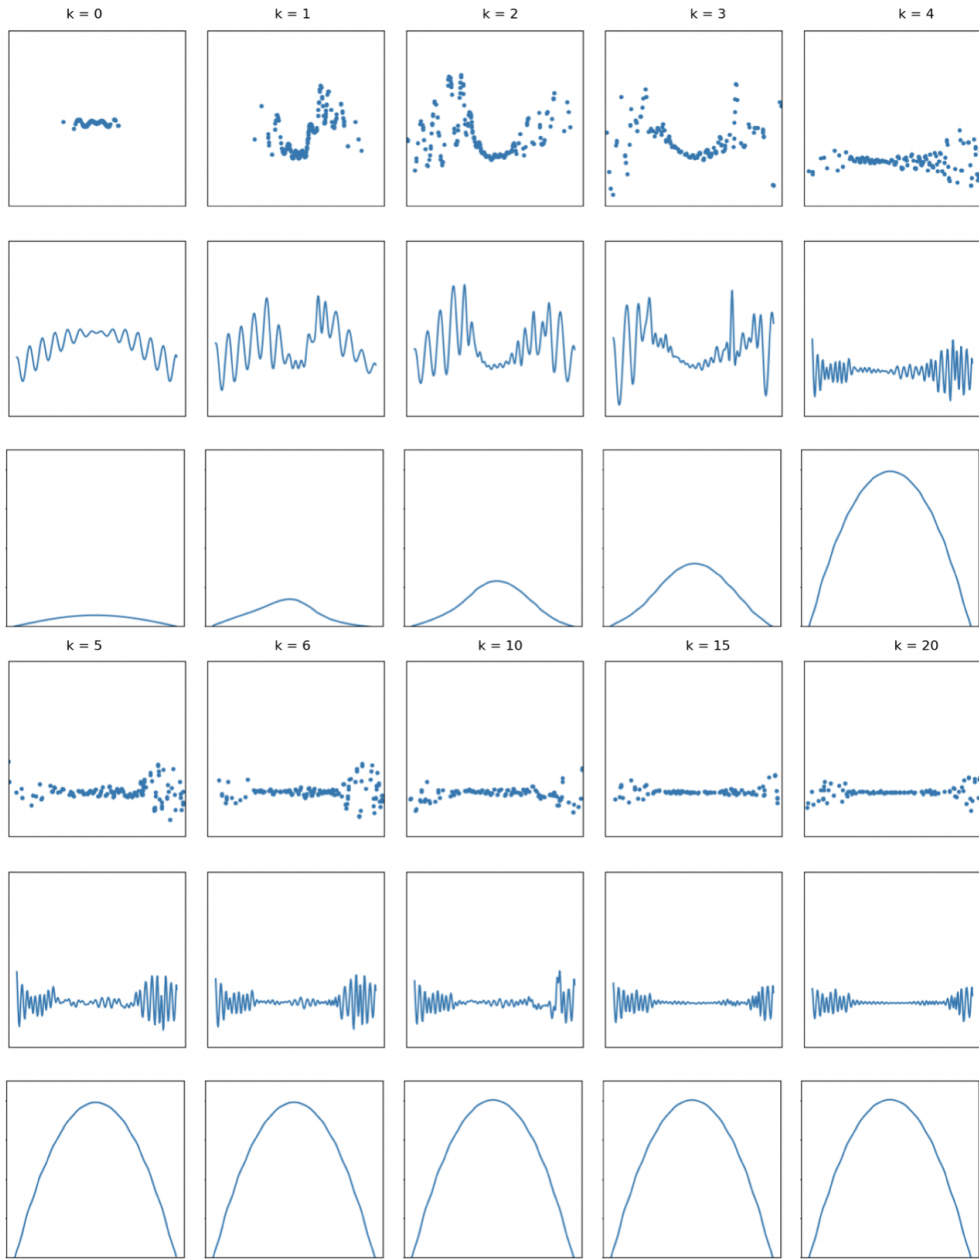 k = 0 k = 1 k = 2 k = 3 k = 4
k = 5 k = 6 k = 10 k = 15 k = 20